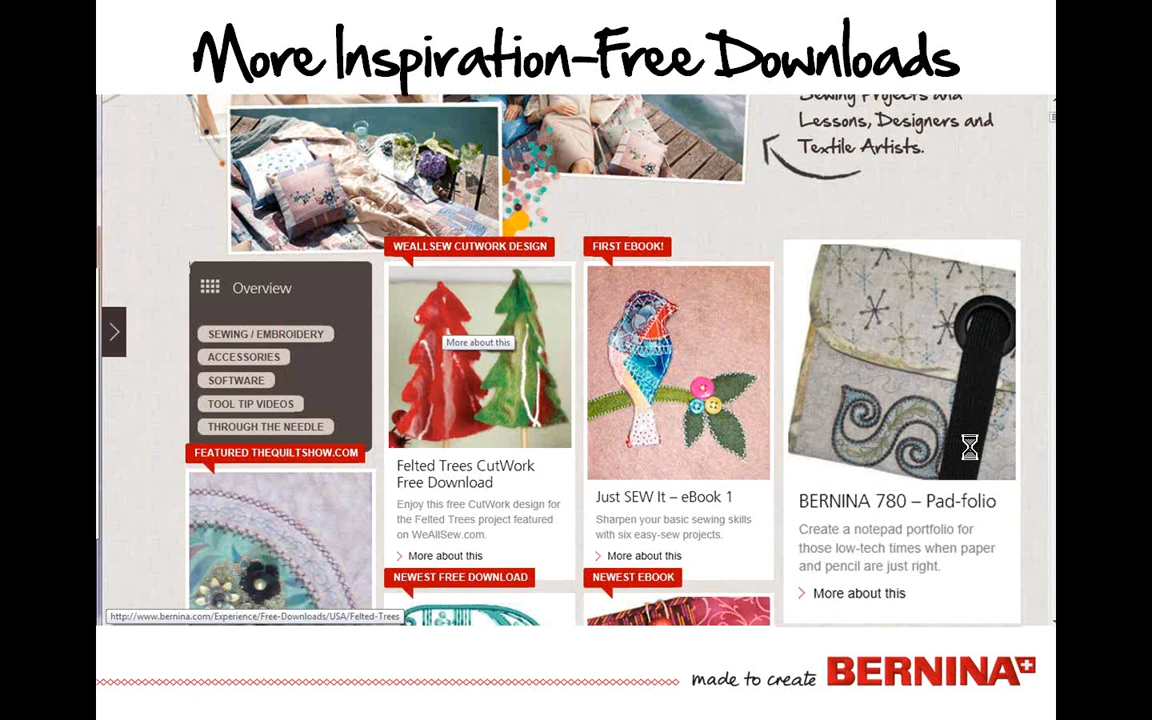 More Inspiration–Free Downloads
Sewing Projects and
Lessons, Designers and
Textile Artists.
WEALLSEW CUTWORK DESIGN
FIRST EBOOK!
Overview
SEWING / EMBROIDERY
ACCESSORIES
SOFTWARE
TOOL TIP VIDEOS
THROUGH THE NEEDLE
FEATURED THEQUILTSHOW.COM
More about this
Felted Trees CutWork
Free Download
Enjoy this free CutWork design for
the Felted Trees project featured
on WeAllSew.com.
More about this
NEWEST FREE DOWNLOAD
Just SEW It – eBook 1
Sharpen your basic sewing skills
with six easy-sew projects.
More about this
NEWEST EBOOK
BERNINA 780 – Pad-folio
Create a notepad portfolio for
those low-tech times when paper
and pencil are just right.
More about this
http://www.bernina.com/Experience/Free-Downloads/USA/Felted-Trees
made to create BERNINA